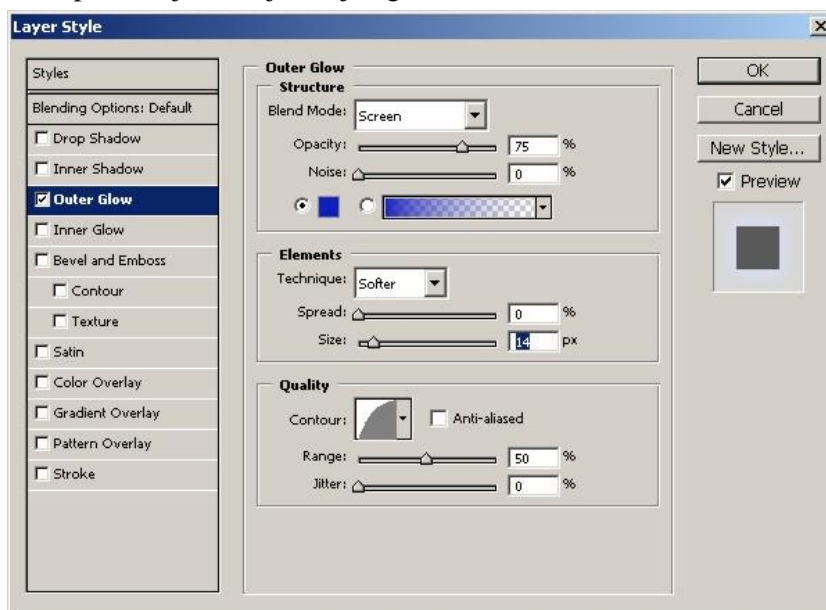 Layer Style
Styles
Blending Options: Default
Drop Shadow
Inner Shadow
Outer Glow
Inner Glow
Bevel and Emboss
Contour
Texture
Satin
Color Overlay
Gradient Overlay
Pattern Overlay
Stroke
Outer Glow
Structure
Blend Mode: Screen
Opacity: 75 %
Noise: 0 %
Elements
Technique: Softer
Spread: 0 %
Size: 14 px
Quality
Contour: Anti-aliased
Range: 50 %
Jitter: 0 %
OK
Cancel
New Style...
Preview